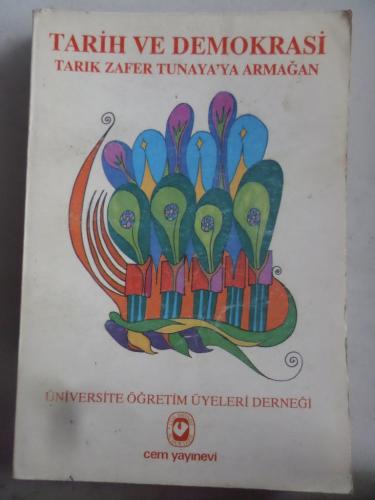 TARİH VE DEMOKRASİ
TARIK ZAFER TUNAYA'YA ARMAĞAN
ÜNİVERSİTE ÖĞRETİM ÜYELERİ DERNEĞİ
cem yayınevi